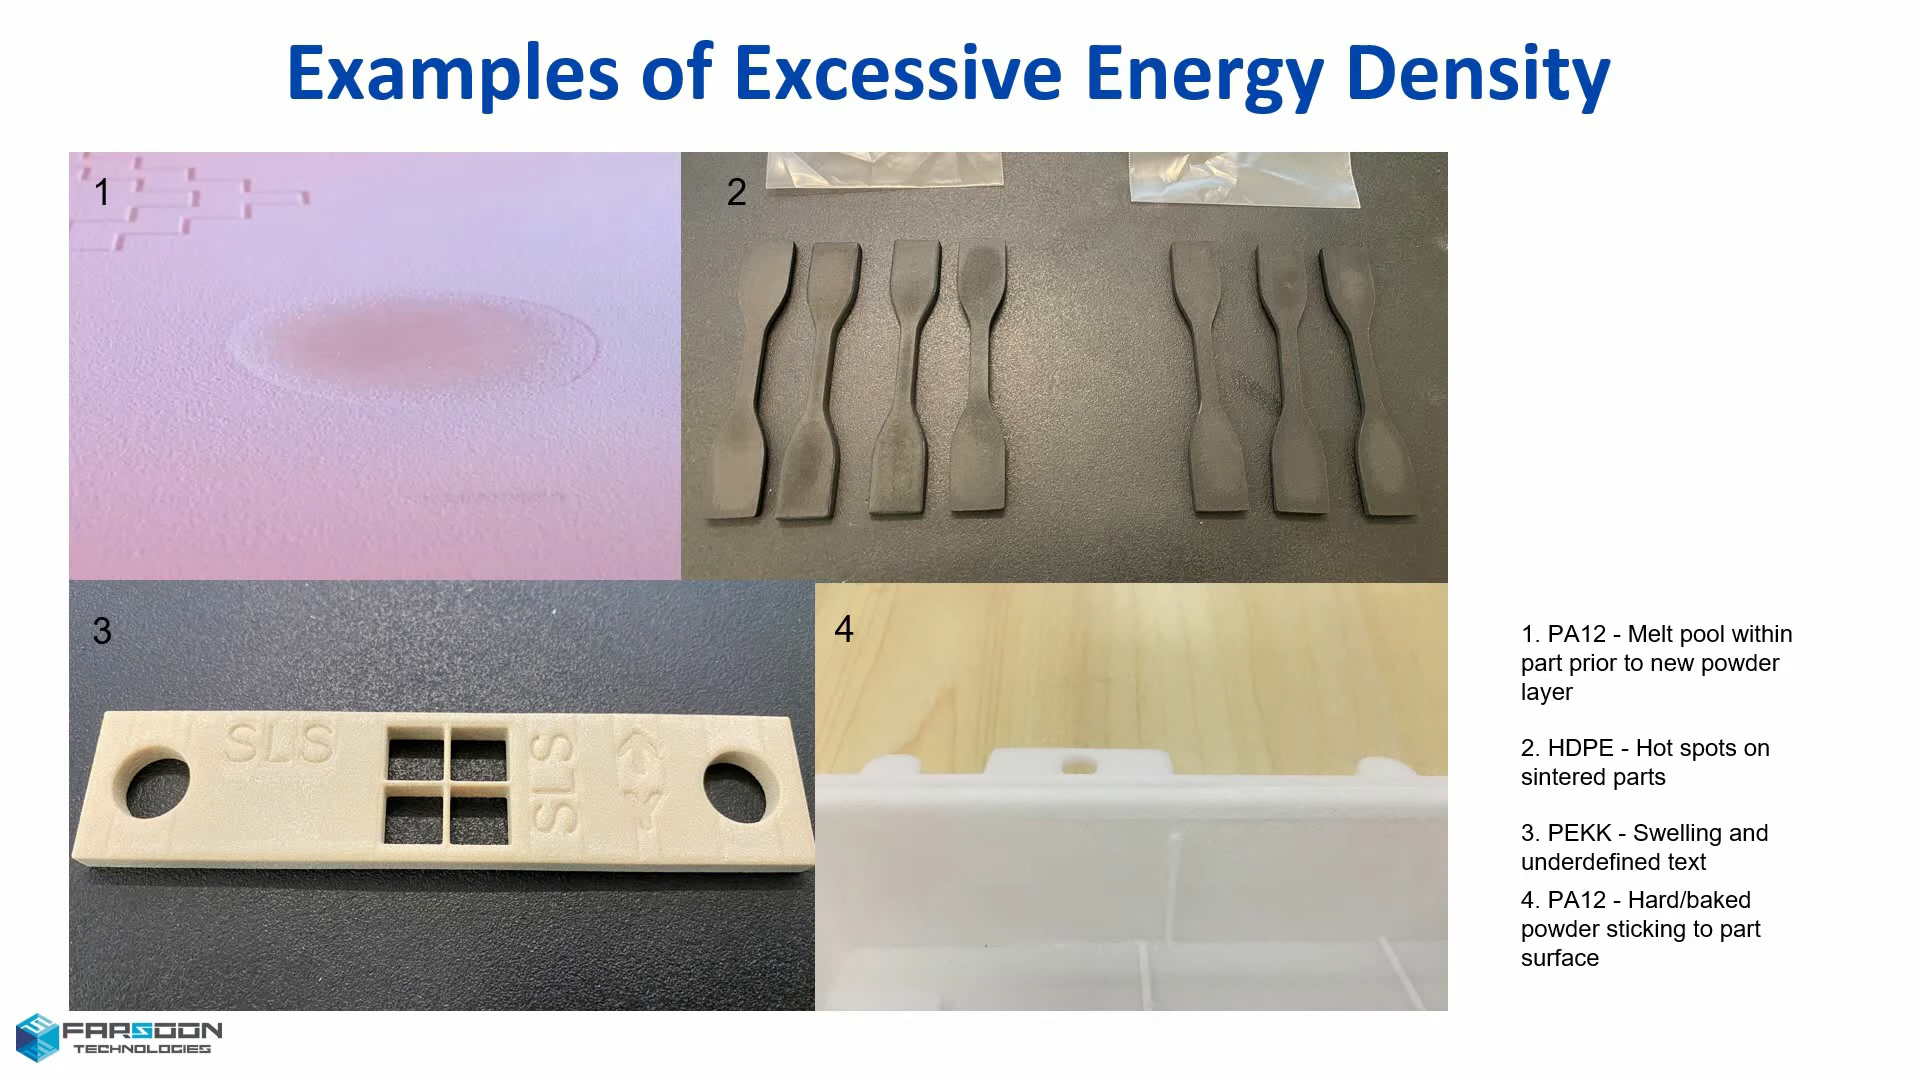 Examples of Excessive Energy Density
1
2
3
SLS
SLS
4
1. PA12 - Melt pool within
part prior to new powder
layer
2. HDPE - Hot spots on
sintered parts
3. PEKK - Swelling and
underdefined text
4. PA12 - Hard/baked
powder sticking to part
surface
FARSOON
TECHNOLOGIES